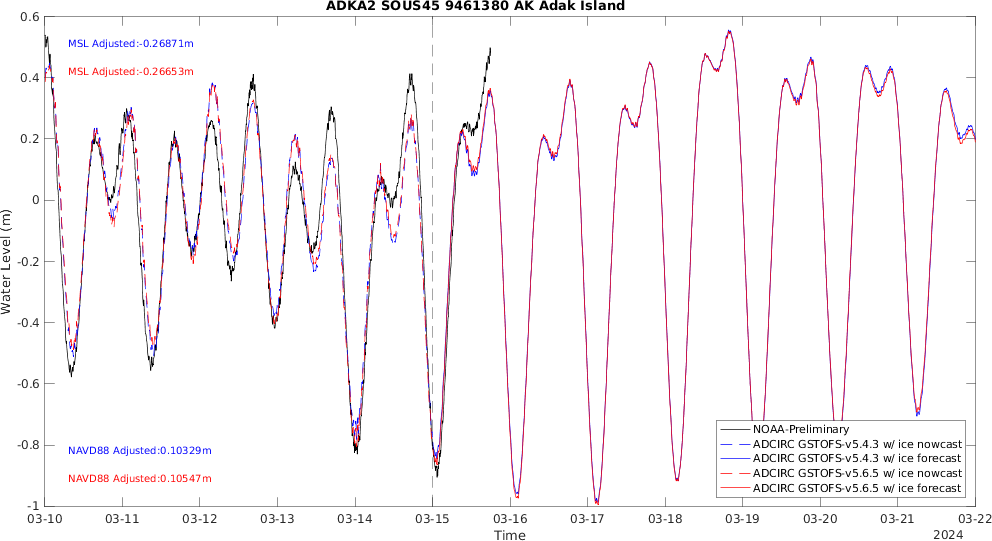 ADKA2 SOUS45 9461380 AK Adak Island
MSL Adjusted:-0.26871m
MSL Adjusted:-0.26653m
NAVD88 Adjusted:0.10329m
NAVD88 Adjusted:0.10547m
Water Level (m)
0.6
0.4
0.2
0
-0.2
-0.4
-0.6
-0.8
-1
NOAA-Preliminary
ADCIRC GSTOFS-v5.4.3 w/ ice nowcast
ADCIRC GSTOFS-v5.4.3 w/ ice forecast
ADCIRC GSTOFS-v5.6.5 w/ ice nowcast
ADCIRC GSTOFS-v5.6.5 w/ ice forecast
03-10 03-11 03-12 03-13 03-14 03-15 03-16 03-17 03-18 03-19 03-20 03-21 03-22
Time
2024